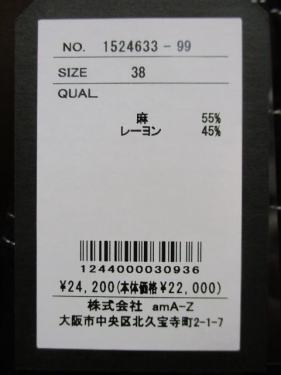 NO. 1524633-99
SIZE 38
QUAL
麻 55%
レーヨン 45%
1244000030936
¥24,200(本体価格¥22,000)
株式会社 amA-Z
大阪市中央区北久宝寺町2-1-7